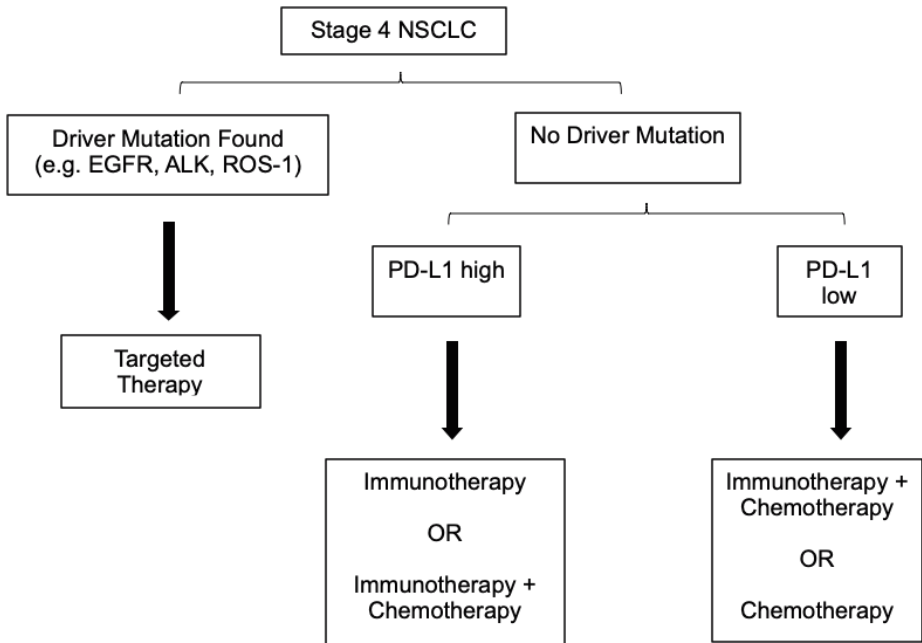 Stage 4 NSCLC
Driver Mutation Found
(e.g. EGFR, ALK, ROS-1)
No Driver Mutation
PD-L1 high
PD-L1
low
Targeted
Therapy
Immunotherapy
OR
Immunotherapy +
Chemotherapy
Immunotherapy +
Chemotherapy
OR
Chemotherapy